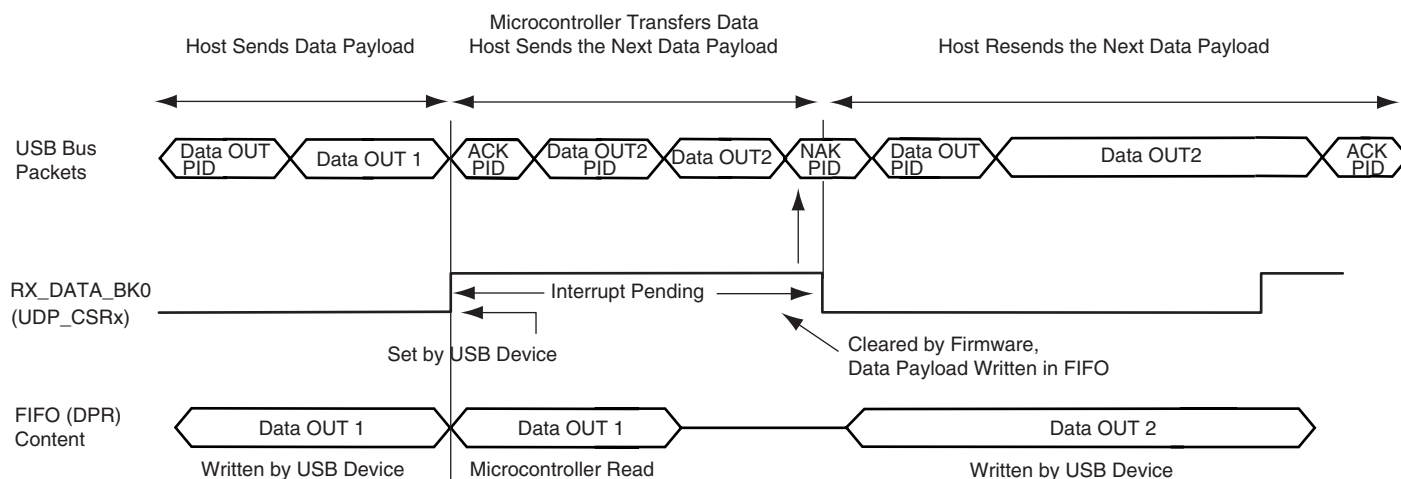 Host Sends Data Payload
Microcontroller Transfers Data
Host Sends the Next Data Payload
Host Resends the Next Data Payload
USB Bus
Packets
Data OUT
PID
Data OUT 1
ACK
PID
Data OUT2
PID
Data OUT2
NAK
PID
Data OUT
PID
Data OUT2
ACK
PID
RX_DATA_BK0
(UDP_CSRx)
Interrupt Pending
Set by USB Device
Cleared by Firmware,
Data Payload Written in FIFO
FIFO (DPR)
Content
Data OUT 1
Data OUT 1
Data OUT 2
Written by USB Device
Microcontroller Read
Written by USB Device